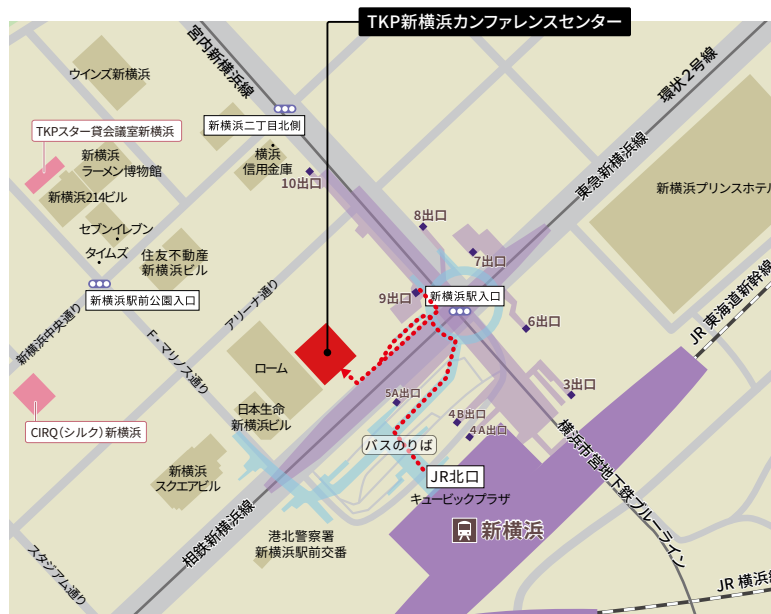 TKP新横浜カンファレンスセンター
宮内新横浜線
環状2号線
ウインズ新横浜
新横浜二丁目北側
TKPスター貸会議室新横浜
東急新横浜線
横浜
信用金庫
新横浜
ラーメン博物館
10出口
新横浜プリンスホテル
新横浜214ビル
8出口
セブンイレブン
タイムズ
住友不動産
新横浜ビル
7出口
JR 東海道新幹線
新横浜駅前公園入口
9出口
新横浜駅入口
アリーナ通り
6出口
新横浜中央通り
F・マリノス通り
ローム
3出口
5A出口
日本生命
新横浜ビル
4B出口
4A出口
CIRQ(シルク)新横浜
バスのりば
横浜市営地下鉄ブルーライン
新横浜
スクエアビル
JR北口
キュービックプラザ
相鉄新横浜線
新横浜
港北警察署
新横浜駅前交番
スタジアム通り
JR 横浜線